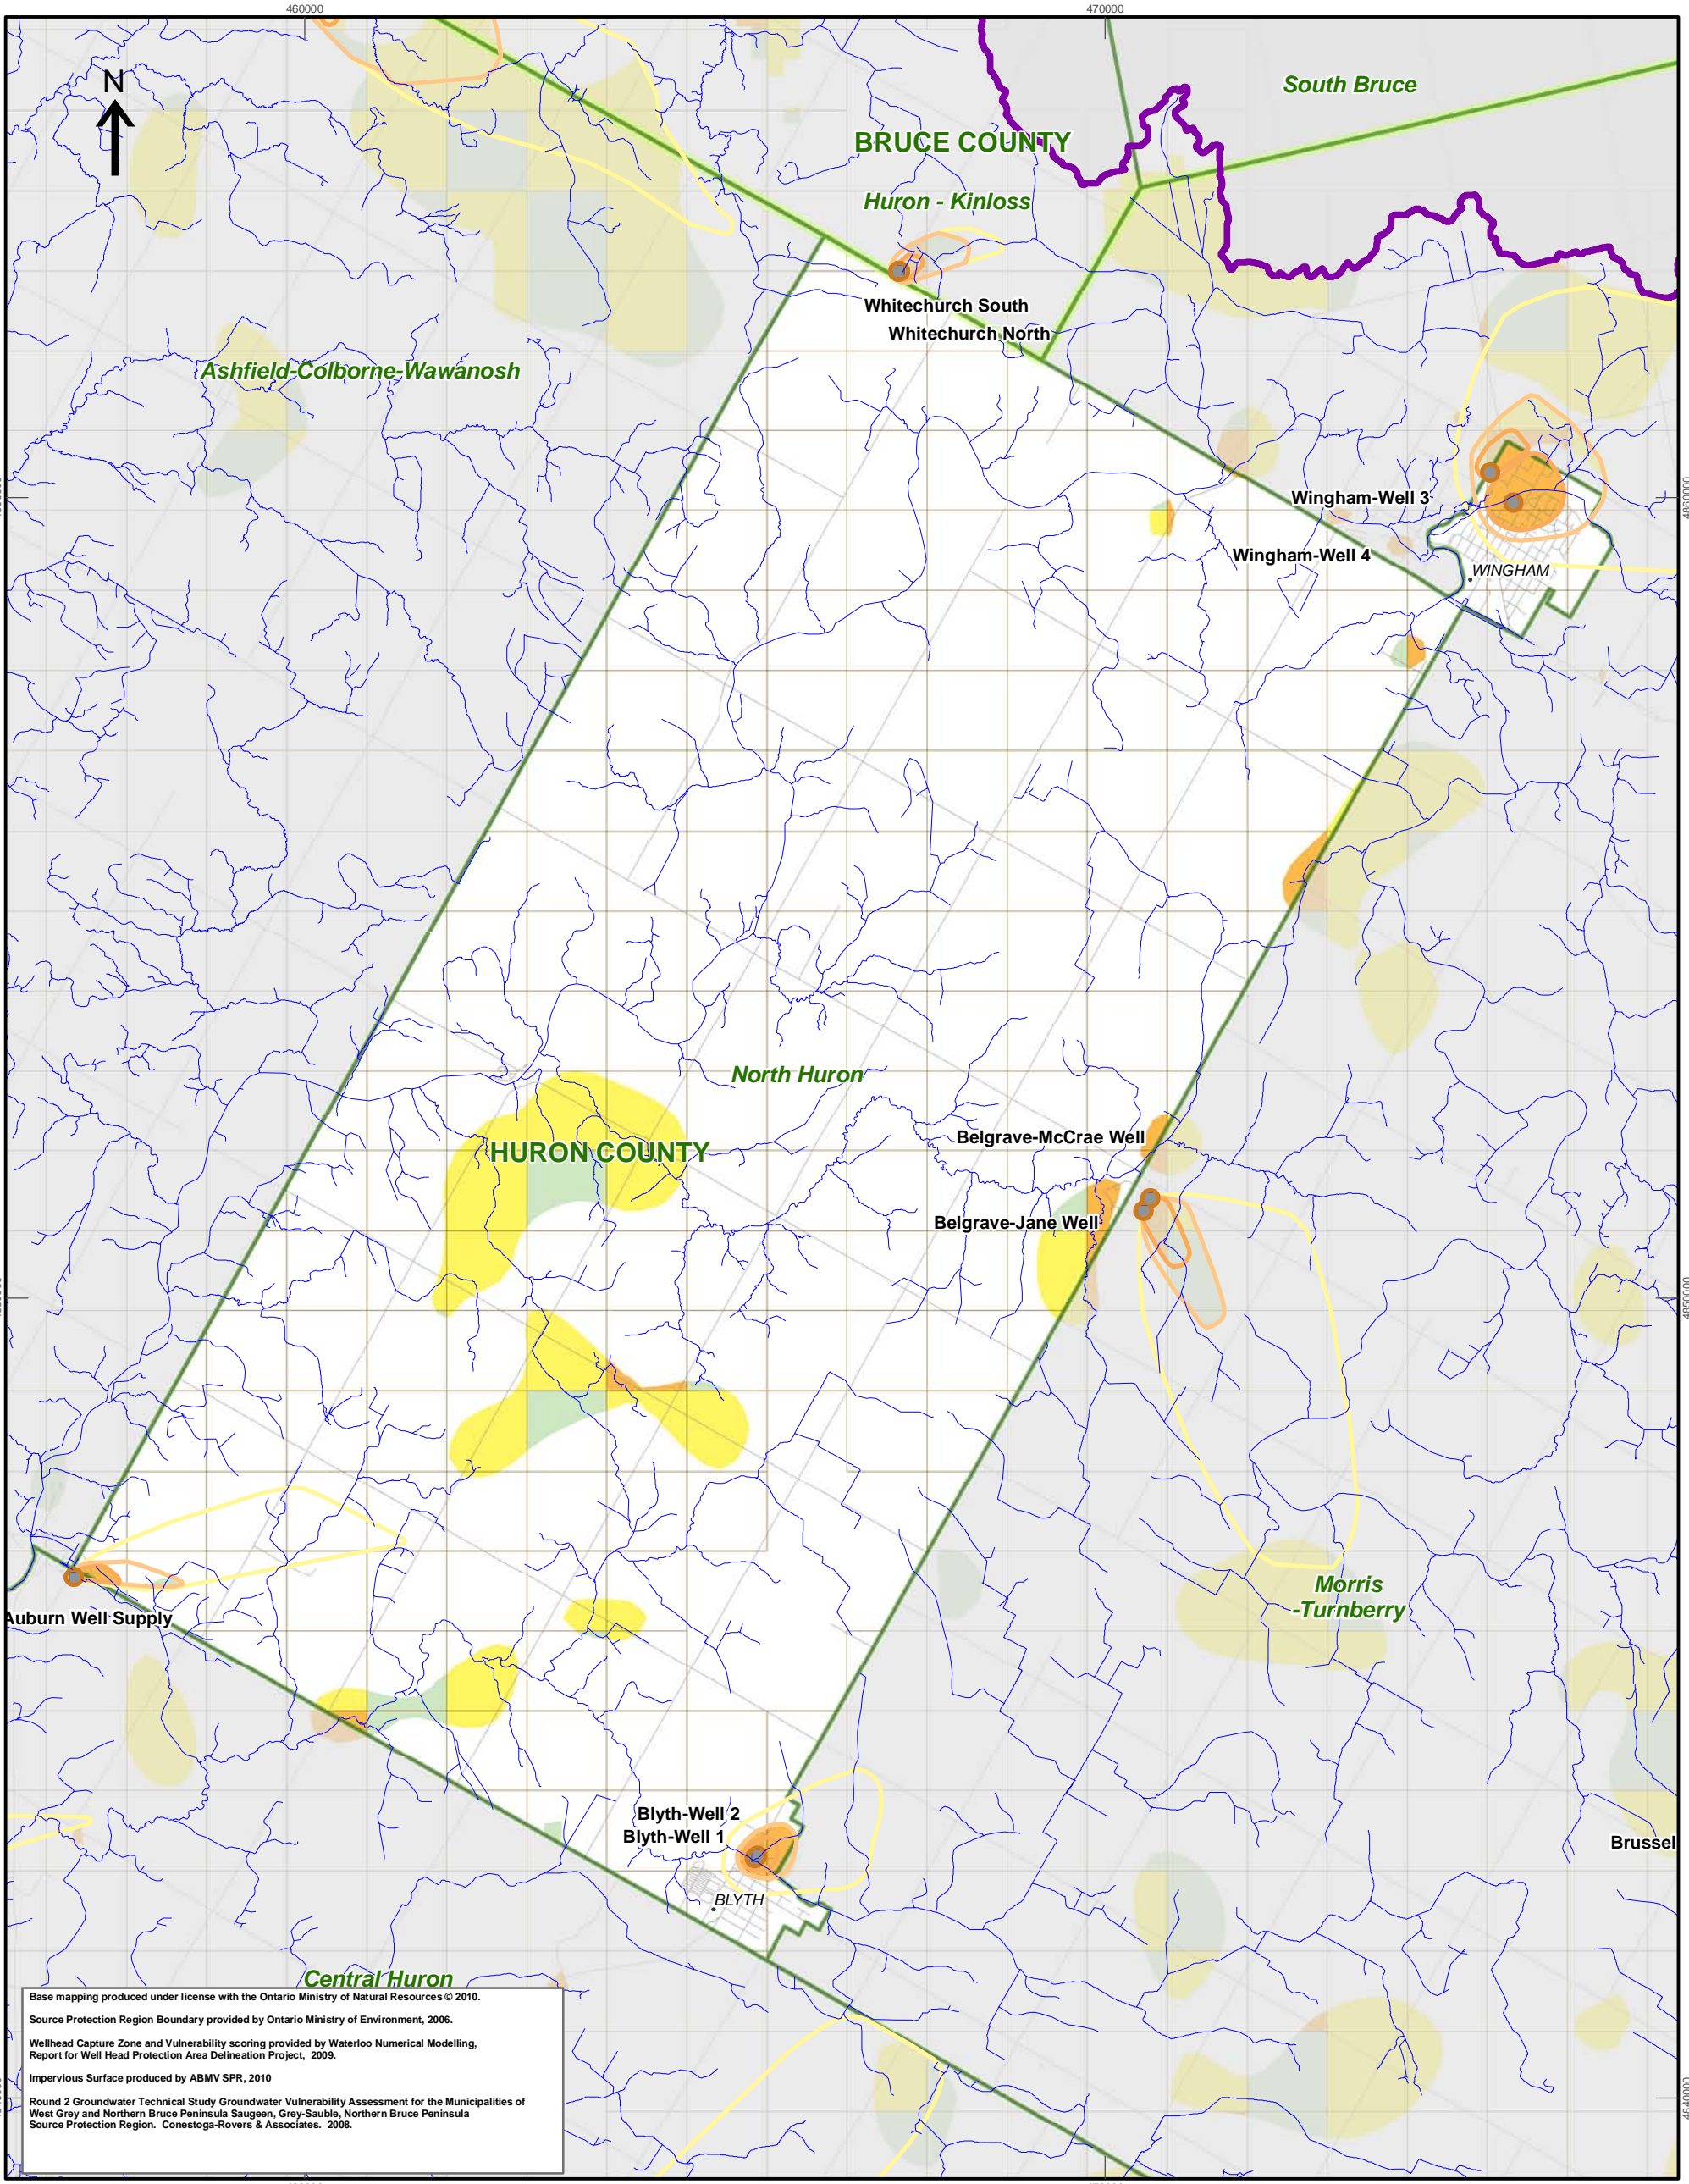 460000
470000
N
South Bruce
BRUCE COUNTY
Huron - Kinloss
Whitechurch South
Whitechurch North
Ashfield-Colborne-Wawanosh
Wingham-Well 3
4860000
Wingham-Well 4
WINGHAM
North Huron
Belgrave-McCrae Well
HURON COUNTY
Belgrave-Jane Well
4850000
Morris
-Turnberry
Auburn Well Supply
Blyth-Well 2
Blyth-Well 1
Brussel
BLYTH
Central Huron
Base mapping produced under license with the Ontario Ministry of Natural Resources © 2010.
Source Protection Region Boundary provided by Ontario Ministry of Environment, 2006.
Wellhead Capture Zone and Vulnerability scoring provided by Waterloo Numerical Modelling,
Report for Well Head Protection Area Delineation Project, 2009.
Impervious Surface produced by ABMV SPR, 2010
Round 2 Groundwater Technical Study Groundwater Vulnerability Assessment for the Municipalities of
West Grey and Northern Bruce Peninsula Saugeen, Grey-Sauble, Northern Bruce Peninsula
Source Protection Region. Conestoga-Rovers & Associates. 2008.
4840000